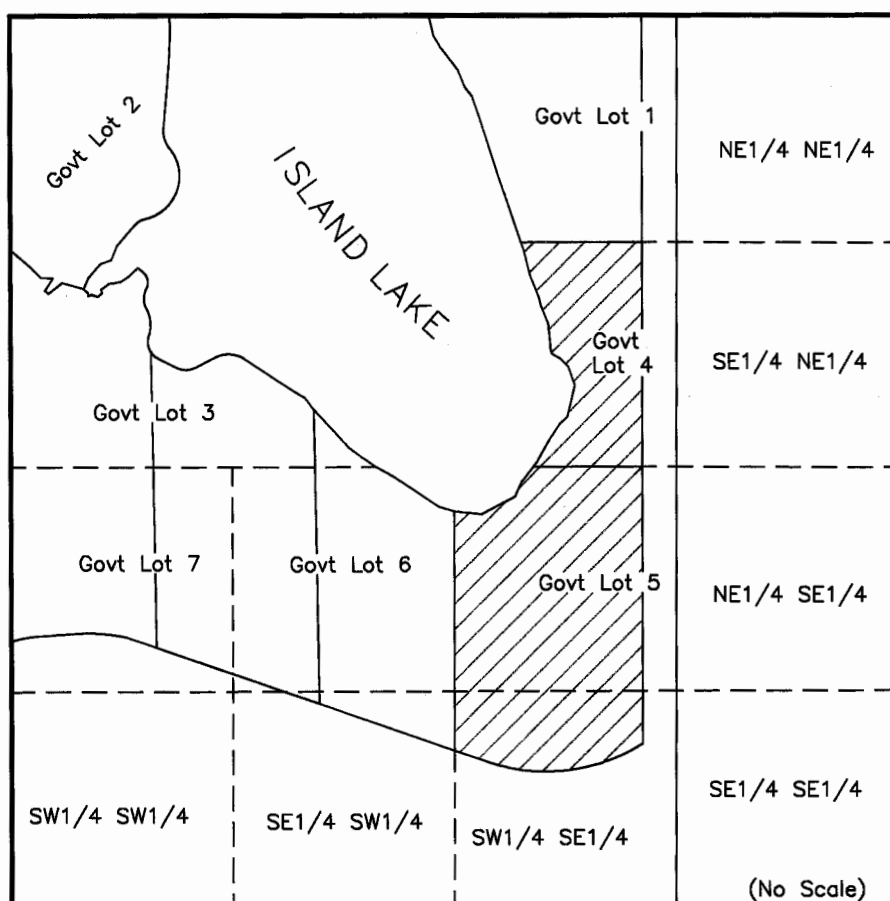 Govt Lot 2
Govt Lot 1
NE1/4 NE1/4
ISLAND LAKE
Govt
Lot 4
SE1/4 NE1/4
Govt Lot 3
Govt Lot 7
Govt Lot 6
Govt Lot 5
NE1/4 SE1/4
SW1/4 SW1/4
SE1/4 SW1/4
SW1/4 SE1/4
SE1/4 SE1/4
(No Scale)